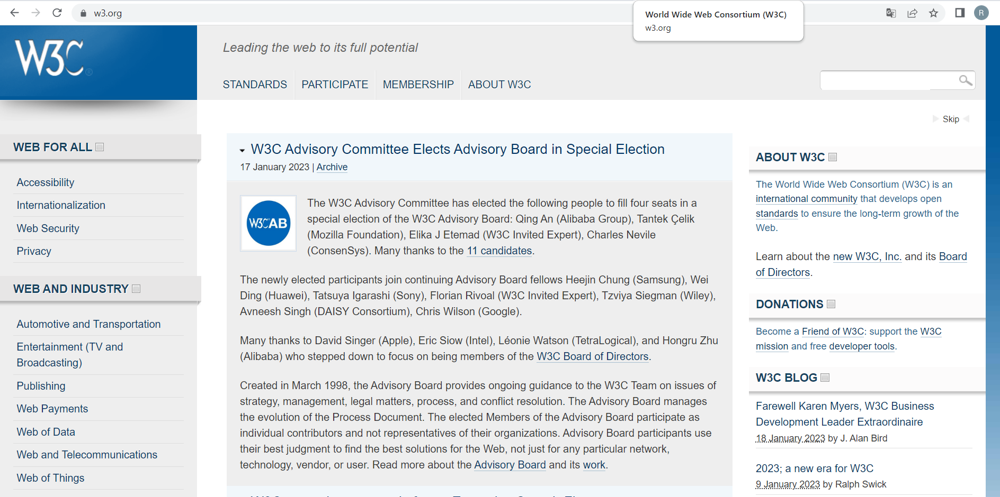 w3.org
World Wide Web Consortium (W3C)
w3.org
R
W3C®
Leading the web to its full potential
STANDARDS PARTICIPATE MEMBERSHIP ABOUT W3C
Skip
WEB FOR ALL
Accessibility
Internationalization
Web Security
Privacy
WEB AND INDUSTRY
Automotive and Transportation
Entertainment (TV and
Broadcasting)
Publishing
Web Payments
Web of Data
Web and Telecommunications
Web of Things
W3C Advisory Committee Elects Advisory Board in Special Election
17 January 2023 | Archive
W3C AB
The W3C Advisory Committee has elected the following people to fill four seats in a
special election of the W3C Advisory Board: Qing An (Alibaba Group), Tantek Çelik
(Mozilla Foundation), Elika J Etemad (W3C Invited Expert), Charles Nevile
(ConsenSys). Many thanks to the 11 candidates.
The newly elected participants join continuing Advisory Board fellows Heejin Chung (Samsung), Wei
Ding (Huawei), Tatsuya Igarashi (Sony), Florian Rivoal (W3C Invited Expert), Tzviya Siegman (Wiley),
Avneesh Singh (DAISY Consortium), Chris Wilson (Google).
Many thanks to David Singer (Apple), Eric Siow (Intel), Léonie Watson (TetraLogical), and Hongru Zhu
(Alibaba) who stepped down to focus on being members of the W3C Board of Directors.
Created in March 1998, the Advisory Board provides ongoing guidance to the W3C Team on issues of
strategy, management, legal matters, process, and conflict resolution. The Advisory Board manages
the evolution of the Process Document. The elected Members of the Advisory Board participate as
individual contributors and not representatives of their organizations. Advisory Board participants use
their best judgment to find the best solutions for the Web, not just for any particular network,
technology, vendor, or user. Read more about the Advisory Board and its work.
ABOUT W3C
The World Wide Web Consortium (W3C) is an
international community that develops open
standards to ensure the long-term growth of the
Web.
Learn about the new W3C, Inc. and its Board
of Directors.
DONATIONS
Become a Friend of W3C: support the W3C
mission and free developer tools.
W3C BLOG
Farewell Karen Myers, W3C Business
Development Leader Extraordinaire
18 January 2023 by J. Alan Bird
2023; a new era for W3C
9 January 2023 by Ralph Swick